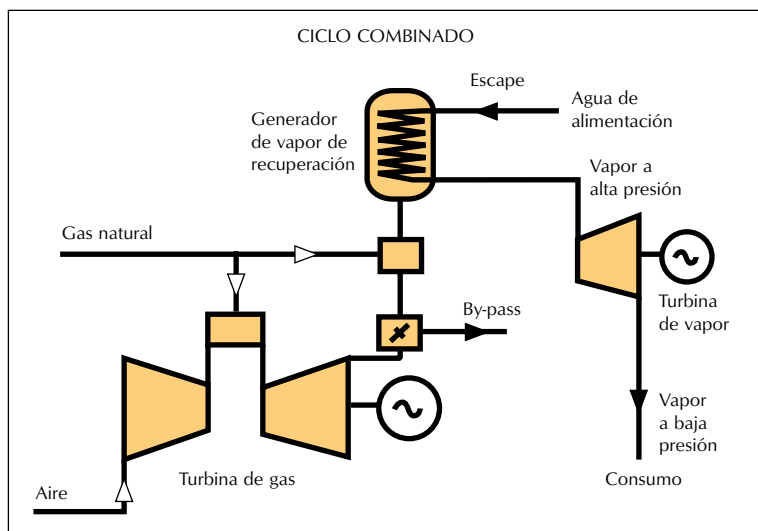 CICLO COMBINADO
Escape
Agua de
alimentación
Generador
de vapor de
recuperación
Vapor a
alta presión
Gas natural
By-pass
Turbina
de vapor
Vapor
a baja
presión
Turbina de gas
Consumo
Aire